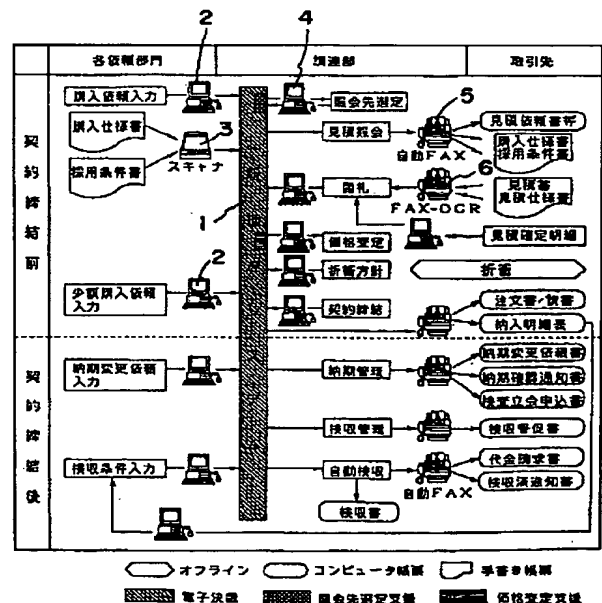 2 4
各依頼部門 調達部 取引先
購入依頼入力
照会先選定
5
契約締結前
購入仕様書
3
見積照会
見積依頼書等
自動FAX
購入仕様書
採用条件書
採用条件書
スキャナ
6
開札
見積書
見積仕様書
FAX-OCR
1
価格査定
見積確定明細
2
折衝方針
折衝
少額購入依頼
入力
契約締結
注文書/請書
納入明細表
契約締結後
納期変更依頼
入力
納期管理
納期変更依頼書
納期確認通知書
検査立会申込書
検収管理
検収督促書
検収条件入力
自動検収
代金請求書
自動FAX
検収済通知書
検収書
オフライン コンピュータ帳票 手書き帳票
電子決裁 照会先選定支援 価格査定支援